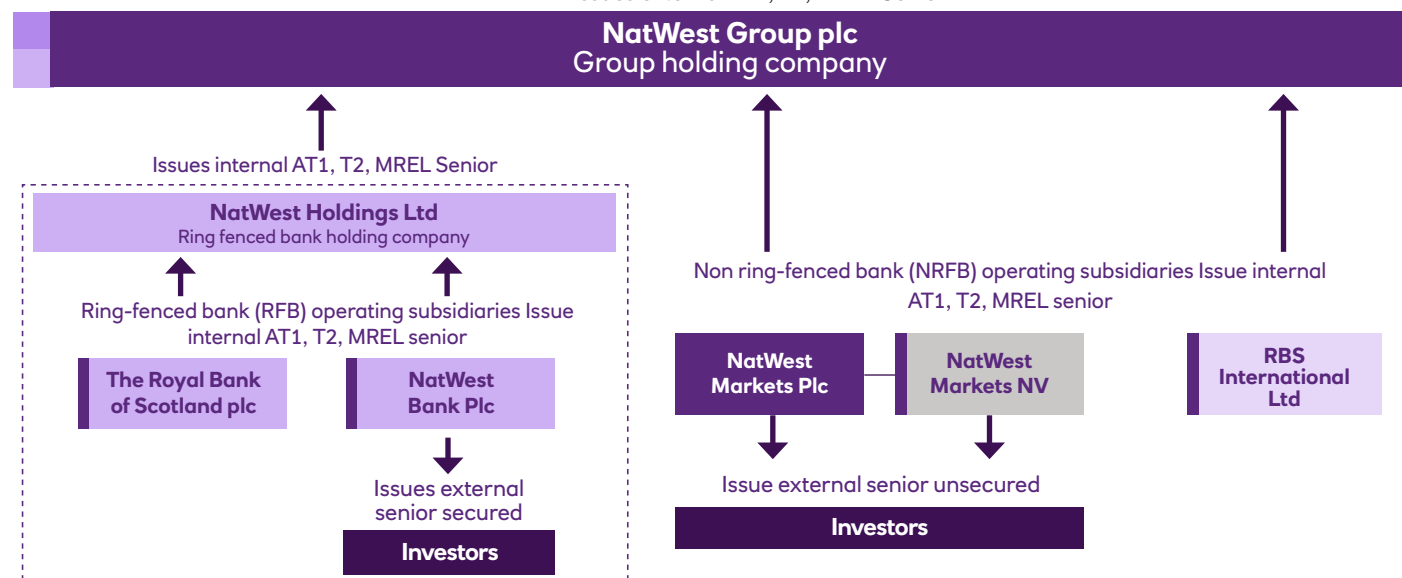 NatWest Group plc
Group holding company
Issues internal AT1, T2, MREL Senior
NatWest Holdings Ltd
Ring fenced bank holding company
Ring-fenced bank (RFB) operating subsidiaries Issue
internal AT1, T2, MREL senior
The Royal Bank
of Scotland plc
NatWest
Bank Plc
Issues external
senior secured
Investors
Non ring-fenced bank (NRFB) operating subsidiaries Issue internal
AT1, T2, MREL senior
NatWest
Markets Plc
NatWest
Markets NV
RBS
International
Ltd
Issue external senior unsecured
Investors